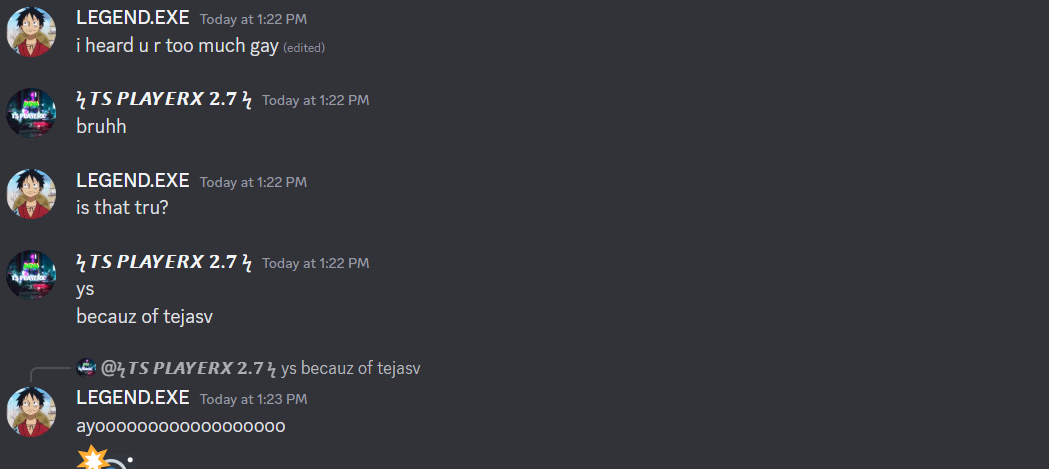 LEGEND.EXE Today at 1:22 PM
i heard u r too much gay (edited)
ϟ TS PLAYERX 2.7 ϟ Today at 1:22 PM
bruhh
LEGEND.EXE Today at 1:22 PM
is that tru?
ϟ TS PLAYERX 2.7 ϟ Today at 1:22 PM
ys
becauz of tejasv
@ϟ TS PLAYERX 2.7 ϟ ys becauz of tejasv
LEGEND.EXE Today at 1:23 PM
ayoooooooooooooooooo